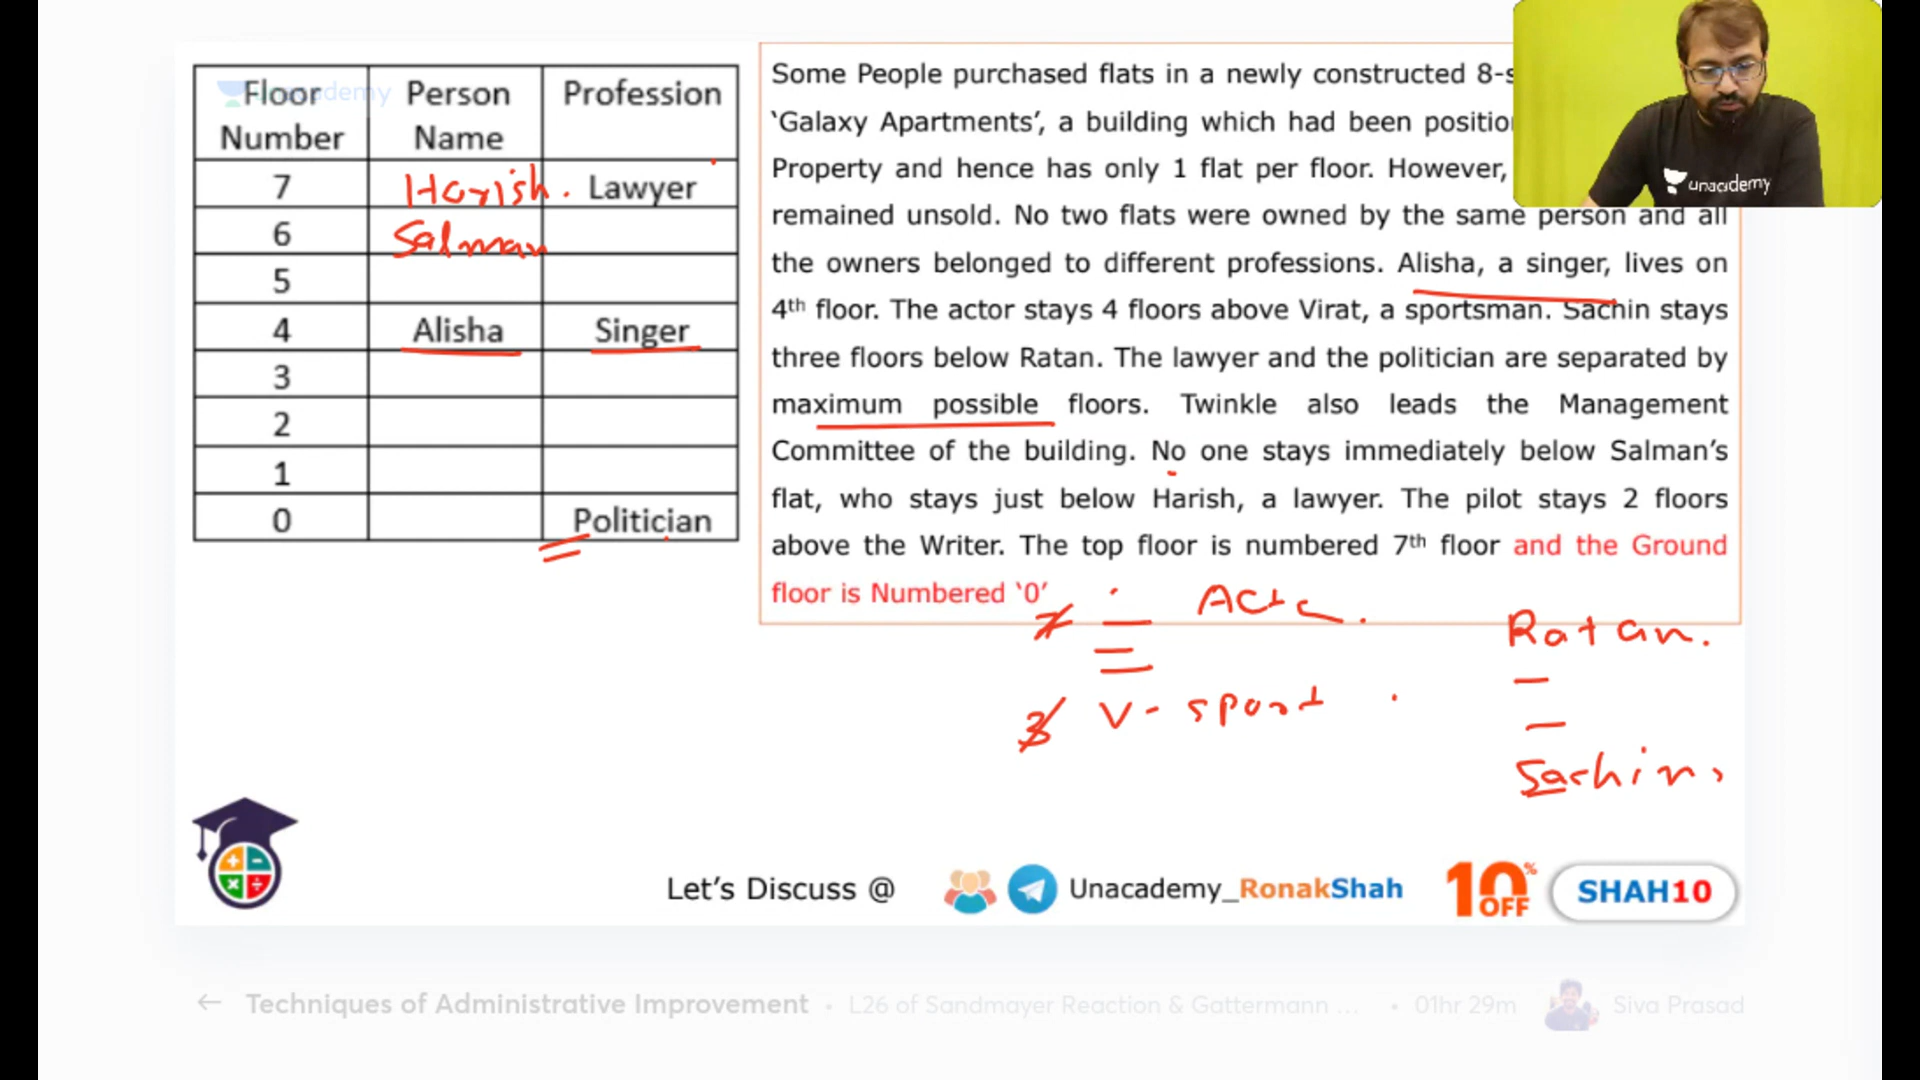 Floor Number
Person Name
Profession
7 Harish. Lawyer
6 Salman
5
4 Alisha Singer
3
2
1
0 Politician
unacademy
Some People purchased flats in a newly constructed 8-s
‘Galaxy Apartments’, a building which had been position
Property and hence has only 1 flat per floor. However,
remained unsold. No two flats were owned by the same person and all
the owners belonged to different professions. Alisha, a singer, lives on
4th floor. The actor stays 4 floors above Virat, a sportsman. Sachin stays
three floors below Ratan. The lawyer and the politician are separated by
maximum possible floors. Twinkle also leads the Management
Committee of the building. No one stays immediately below Salman’s
flat, who stays just below Harish, a lawyer. The pilot stays 2 floors
above the Writer. The top floor is numbered 7th floor and the Ground
floor is Numbered ‘0’
7
3 V- sport
Ratan.
Sachin
unacademy
Let’s Discuss @ Unacademy_RonakShah
10% OFF
SHAH10
← Techniques of Administrative Improvement • L26 of Sandmayer Reaction & Gattermann ... • 01hr 29m Siva Prasad